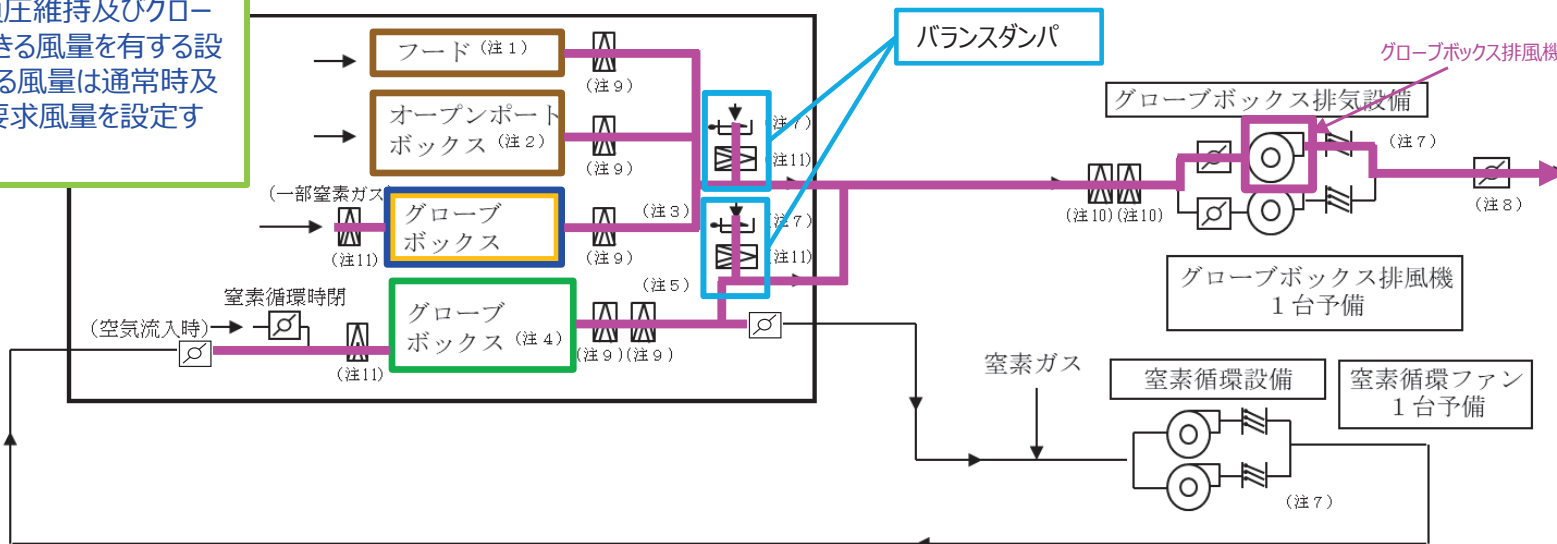 負圧維持及びグロー
きる風量を有する設
る風量は通常時及
要求風量を設定す
フード(注1)
(注9)
オープンポート
ボックス(注2)
(注9)
(一部窒素ガス)
(注11)
グローブ
ボックス
(注9)
(注3)
窒素循環時閉
(空気流入時)
(注11)
グローブ
ボックス(注4)
(注9)(注9)
(注5)
(注7)
(注11)
(注7)
(注11)
バランスダンパ
グローブボックス排風機
グローブボックス排気設備
(注7)
(注10)(注10)
(注8)
グローブボックス排風機
1台予備
窒素ガス
窒素循環設備
窒素循環ファン
1台予備
(注7)